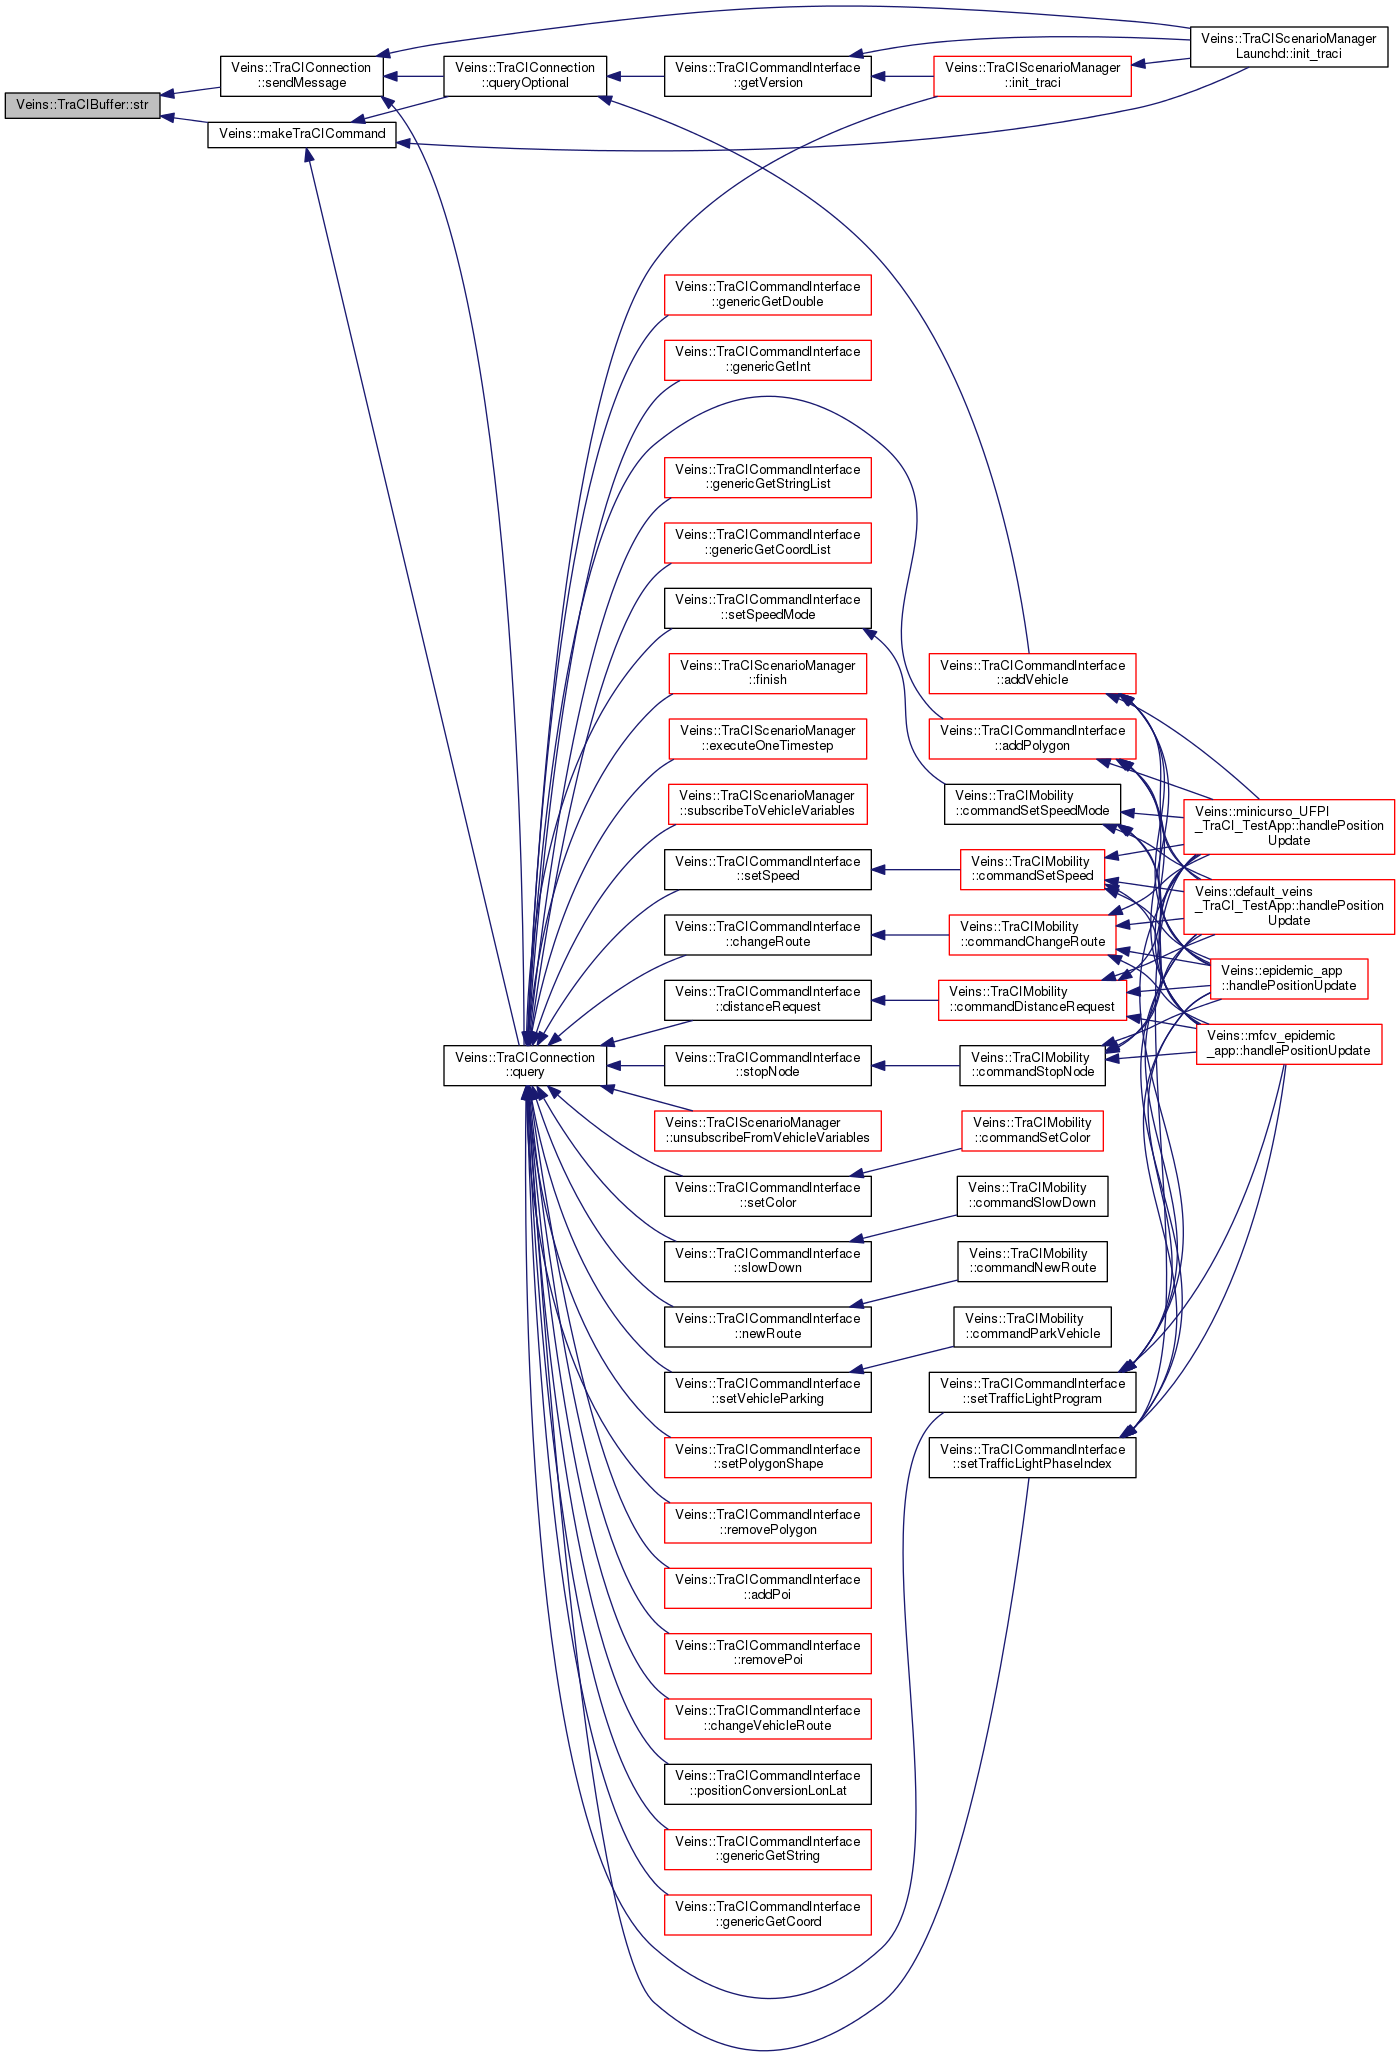 Veins::TraCIBuffer::str
Veins::TraCIConnection
::sendMessage
Veins::makeTraCICommand
Veins::TraCIConnection
::queryOptional
Veins::TraCICommandInterface
::getVersion
Veins::TraCIScenarioManager
::init_traci
Veins::TraCIScenarioManager
Launchd::init_traci
Veins::TraCIConnection
::query
Veins::TraCICommandInterface
::genericGetDouble
Veins::TraCICommandInterface
::genericGetInt
Veins::TraCICommandInterface
::genericGetStringList
Veins::TraCICommandInterface
::genericGetCoordList
Veins::TraCICommandInterface
::setSpeedMode
Veins::TraCIScenarioManager
::finish
Veins::TraCIScenarioManager
::executeOneTimestep
Veins::TraCIScenarioManager
::subscribeToVehicleVariables
Veins::TraCICommandInterface
::setSpeed
Veins::TraCICommandInterface
::changeRoute
Veins::TraCICommandInterface
::distanceRequest
Veins::TraCICommandInterface
::stopNode
Veins::TraCIScenarioManager
::unsubscribeFromVehicleVariables
Veins::TraCICommandInterface
::setColor
Veins::TraCICommandInterface
::slowDown
Veins::TraCICommandInterface
::newRoute
Veins::TraCICommandInterface
::setVehicleParking
Veins::TraCICommandInterface
::setPolygonShape
Veins::TraCICommandInterface
::removePolygon
Veins::TraCICommandInterface
::addPoi
Veins::TraCICommandInterface
::removePoi
Veins::TraCICommandInterface
::changeVehicleRoute
Veins::TraCICommandInterface
::positionConversionLonLat
Veins::TraCICommandInterface
::genericGetString
Veins::TraCICommandInterface
::genericGetCoord
Veins::TraCICommandInterface
::addVehicle
Veins::TraCICommandInterface
::addPolygon
Veins::TraCIMobility
::commandSetSpeedMode
Veins::TraCIMobility
::commandSetSpeed
Veins::TraCIMobility
::commandChangeRoute
Veins::TraCIMobility
::commandDistanceRequest
Veins::TraCIMobility
::commandStopNode
Veins::TraCIMobility
::commandSetColor
Veins::TraCIMobility
::commandSlowDown
Veins::TraCIMobility
::commandNewRoute
Veins::TraCIMobility
::commandParkVehicle
Veins::TraCICommandInterface
::setTrafficLightProgram
Veins::TraCICommandInterface
::setTrafficLightPhaseIndex
Veins::minicurso_UFPI
_TraCI_TestApp::handlePosition
Update
Veins::default_veins
_TraCI_TestApp::handlePosition
Update
Veins::epidemic_app
::handlePositionUpdate
Veins::mfcv_epidemic
_app::handlePositionUpdate